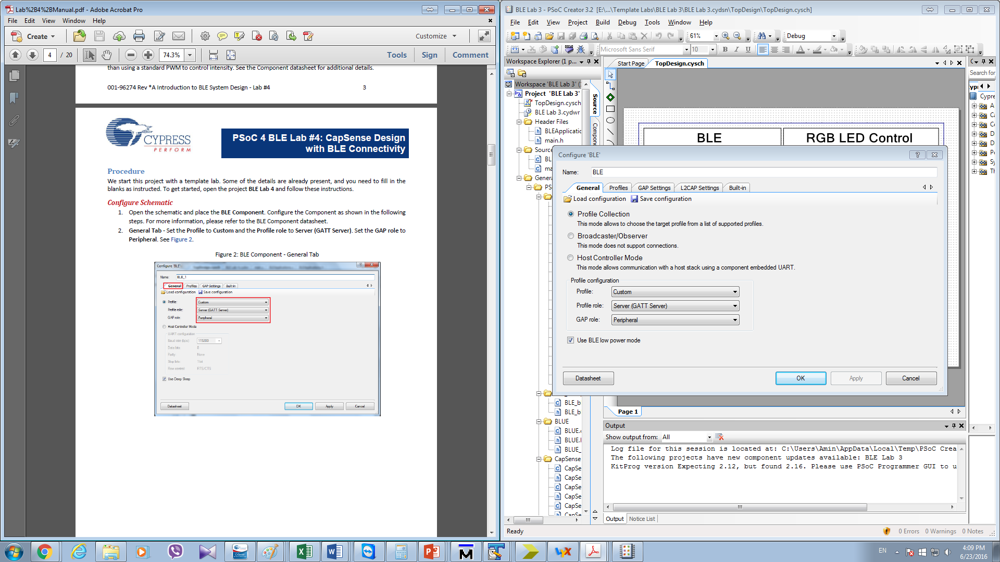 Lab%2B4%2BManual.pdf - Adobe Acrobat Pro
File Edit View Window Help
Create
Customize
4 / 20
74.3%
Tools Sign Comment
than using a standard PWM to control intensity. See the Component datasheet for additional details.
001-96274 Rev *A Introduction to BLE System Design - Lab #4 3
CYPRESS
PERFORM
PSoC 4 BLE Lab #4: CapSense Design
with BLE Connectivity
Procedure
We start this project with a template lab. Some of the details are already present, and you need to fill in the
blanks as instructed. To get started, open the project BLE Lab 4 and follow these instructions.
Configure Schematic
1. Open the schematic and place the BLE Component. Configure the Component as shown in the following
steps. For more information, please refer to the BLE Component datasheet.
2. General Tab - Set the Profile to Custom and the Profile role to Server (GATT Server). Set the GAP role to
Peripheral. See Figure 2.
Figure 2: BLE Component - General Tab
Configure 'BLE'
Name: BLE_1
General Profiles GAP Settings Built-in
Load configuration Save configuration
Profile: Custom
Profile role: Server (GATT Server)
GAP role: Peripheral
Host Controller Mode
UART configuration
Baud rate (bps): 115200
Data bits: 8
Parity: None
Stop bits: 1 bit
Flow control: RTS/CTS
Use Deep Sleep
Datasheet OK Apply Cancel
BLE Lab 3 - PSoC Creator 3.2 [E:\...\Template Labs\BLE Lab 3\BLE Lab 3.cydsn\TopDesign\TopDesign.cysch]
File Edit View Project Build Debug Tools Window Help
61% Debug
Microsoft Sans Serif 10 B I U
Workspace Explorer (1 p...
Start Page TopDesign.cysch
Search for
Workspace 'BLE Lab 3' (
Project 'BLE Lab 3'
TopDesign.cysch
BLE Lab 3.cydwr
Header Files
BLEApplicatic
main.h
Sourc
BL
ma
Genera
PS
BLE_b
BLE_b
BLUE
BLUE.
BLUE.l
BLUE_
CapSense
CapSe
CapSe
CapSe
CapSe
CapSe
CapSe
Source
Compone
BLE
RGB LED Control
Cypre
A
Ca
Co
D
D
Po
Sy
Th
Configure 'BLE'
Name: BLE
General Profiles GAP Settings L2CAP Settings Built-in
Load configuration Save configuration
Profile Collection
This mode allows to choose the target profile from a list of supported profiles.
Broadcaster/Observer
This mode does not support connections.
Host Controller Mode
This mode allows communication with a host stack using a component embedded UART.
Profile configuration
Profile: Custom
Profile role: Server (GATT Server)
GAP role: Peripheral
Use BLE low power mode
Datasheet OK Apply Cancel
Page 1
Output
Show output from: All
Log file for this session is located at: C:\Users\Amin\AppData\Local\Temp\PSoC Crea
The following projects have new component updates available: BLE Lab 3
KitProg version Expecting 2.12, but found 2.16. Please use PSoC Programmer GUI to u
Output Notice List
Ready
0 Errors 0 Warnings 0 Notes
EN
4:09 PM
6/23/2016